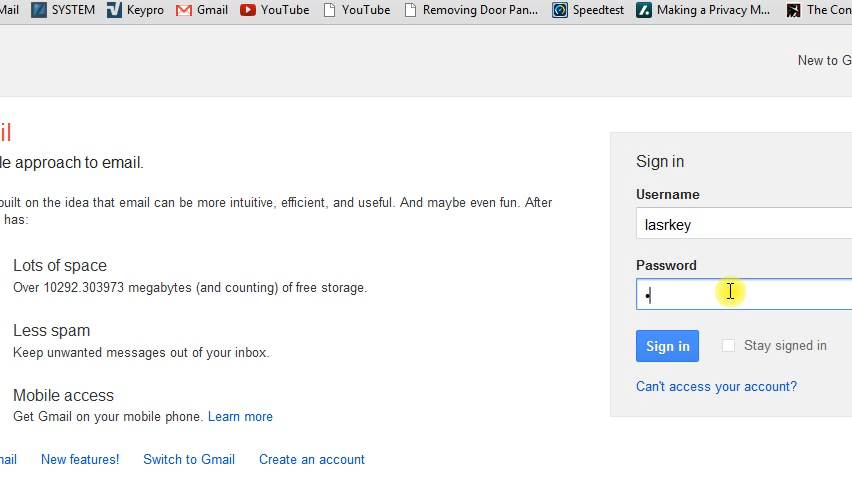 Mail SYSTEM Keypro Gmail YouTube YouTube Removing Door Pan... Speedtest Making a Privacy M... The Con
New to G
il
le approach to email.
built on the idea that email can be more intuitive, efficient, and useful. And maybe even fun. After
has:
Lots of space
Over 10292.303973 megabytes (and counting) of free storage.
Less spam
Keep unwanted messages out of your inbox.
Mobile access
Get Gmail on your mobile phone. Learn more
mail New features! Switch to Gmail Create an account
Sign in
Username
lasrkey
Password
•
Sign in Stay signed in
Can't access your account?